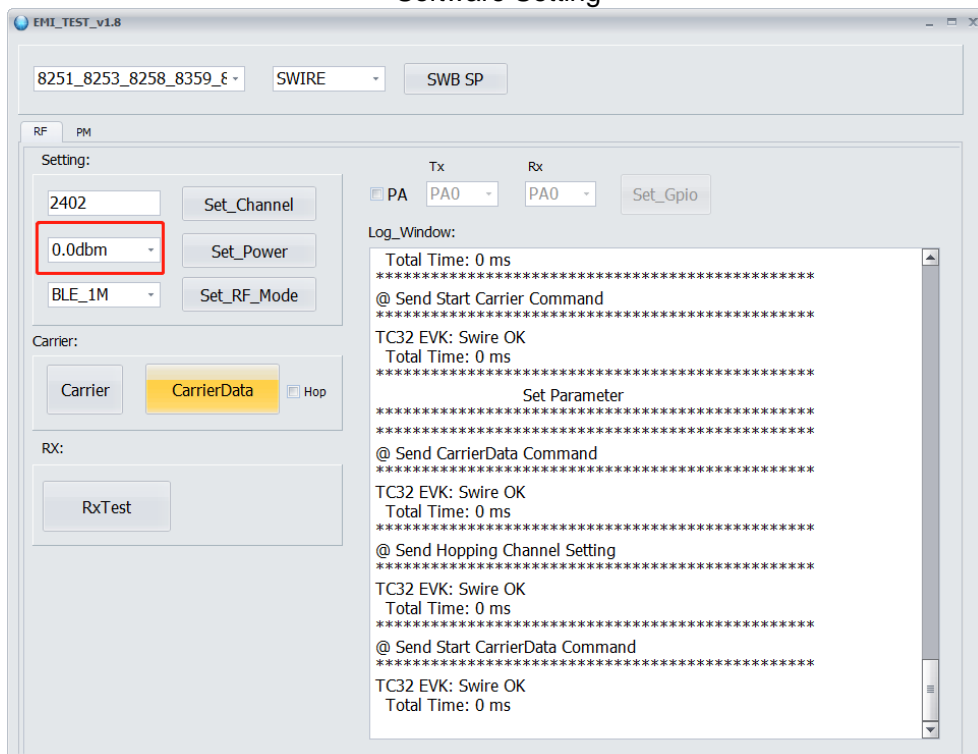 Software Setting
EMI_TEST_v1.8
8251_8253_8258_8359_8
SWIRE
SWB SP
RF
PM
Setting:
2402
Set_Channel
0.0dbm
Set_Power
BLE_1M
Set_RF_Mode
Carrier:
Carrier
CarrierData
Hop
RX:
RxTest
Tx
Rx
PA
PA0
PA0
Set_Gpio
Log_Window:
Total Time: 0 ms
**************************************************
@ Send Start Carrier Command
**************************************************
TC32 EVK: Swire OK
Total Time: 0 ms
**************************************************
Set Parameter
**************************************************
**************************************************
@ Send CarrierData Command
**************************************************
TC32 EVK: Swire OK
Total Time: 0 ms
**************************************************
@ Send Hopping Channel Setting
**************************************************
TC32 EVK: Swire OK
Total Time: 0 ms
**************************************************
@ Send Start CarrierData Command
**************************************************
TC32 EVK: Swire OK
Total Time: 0 ms